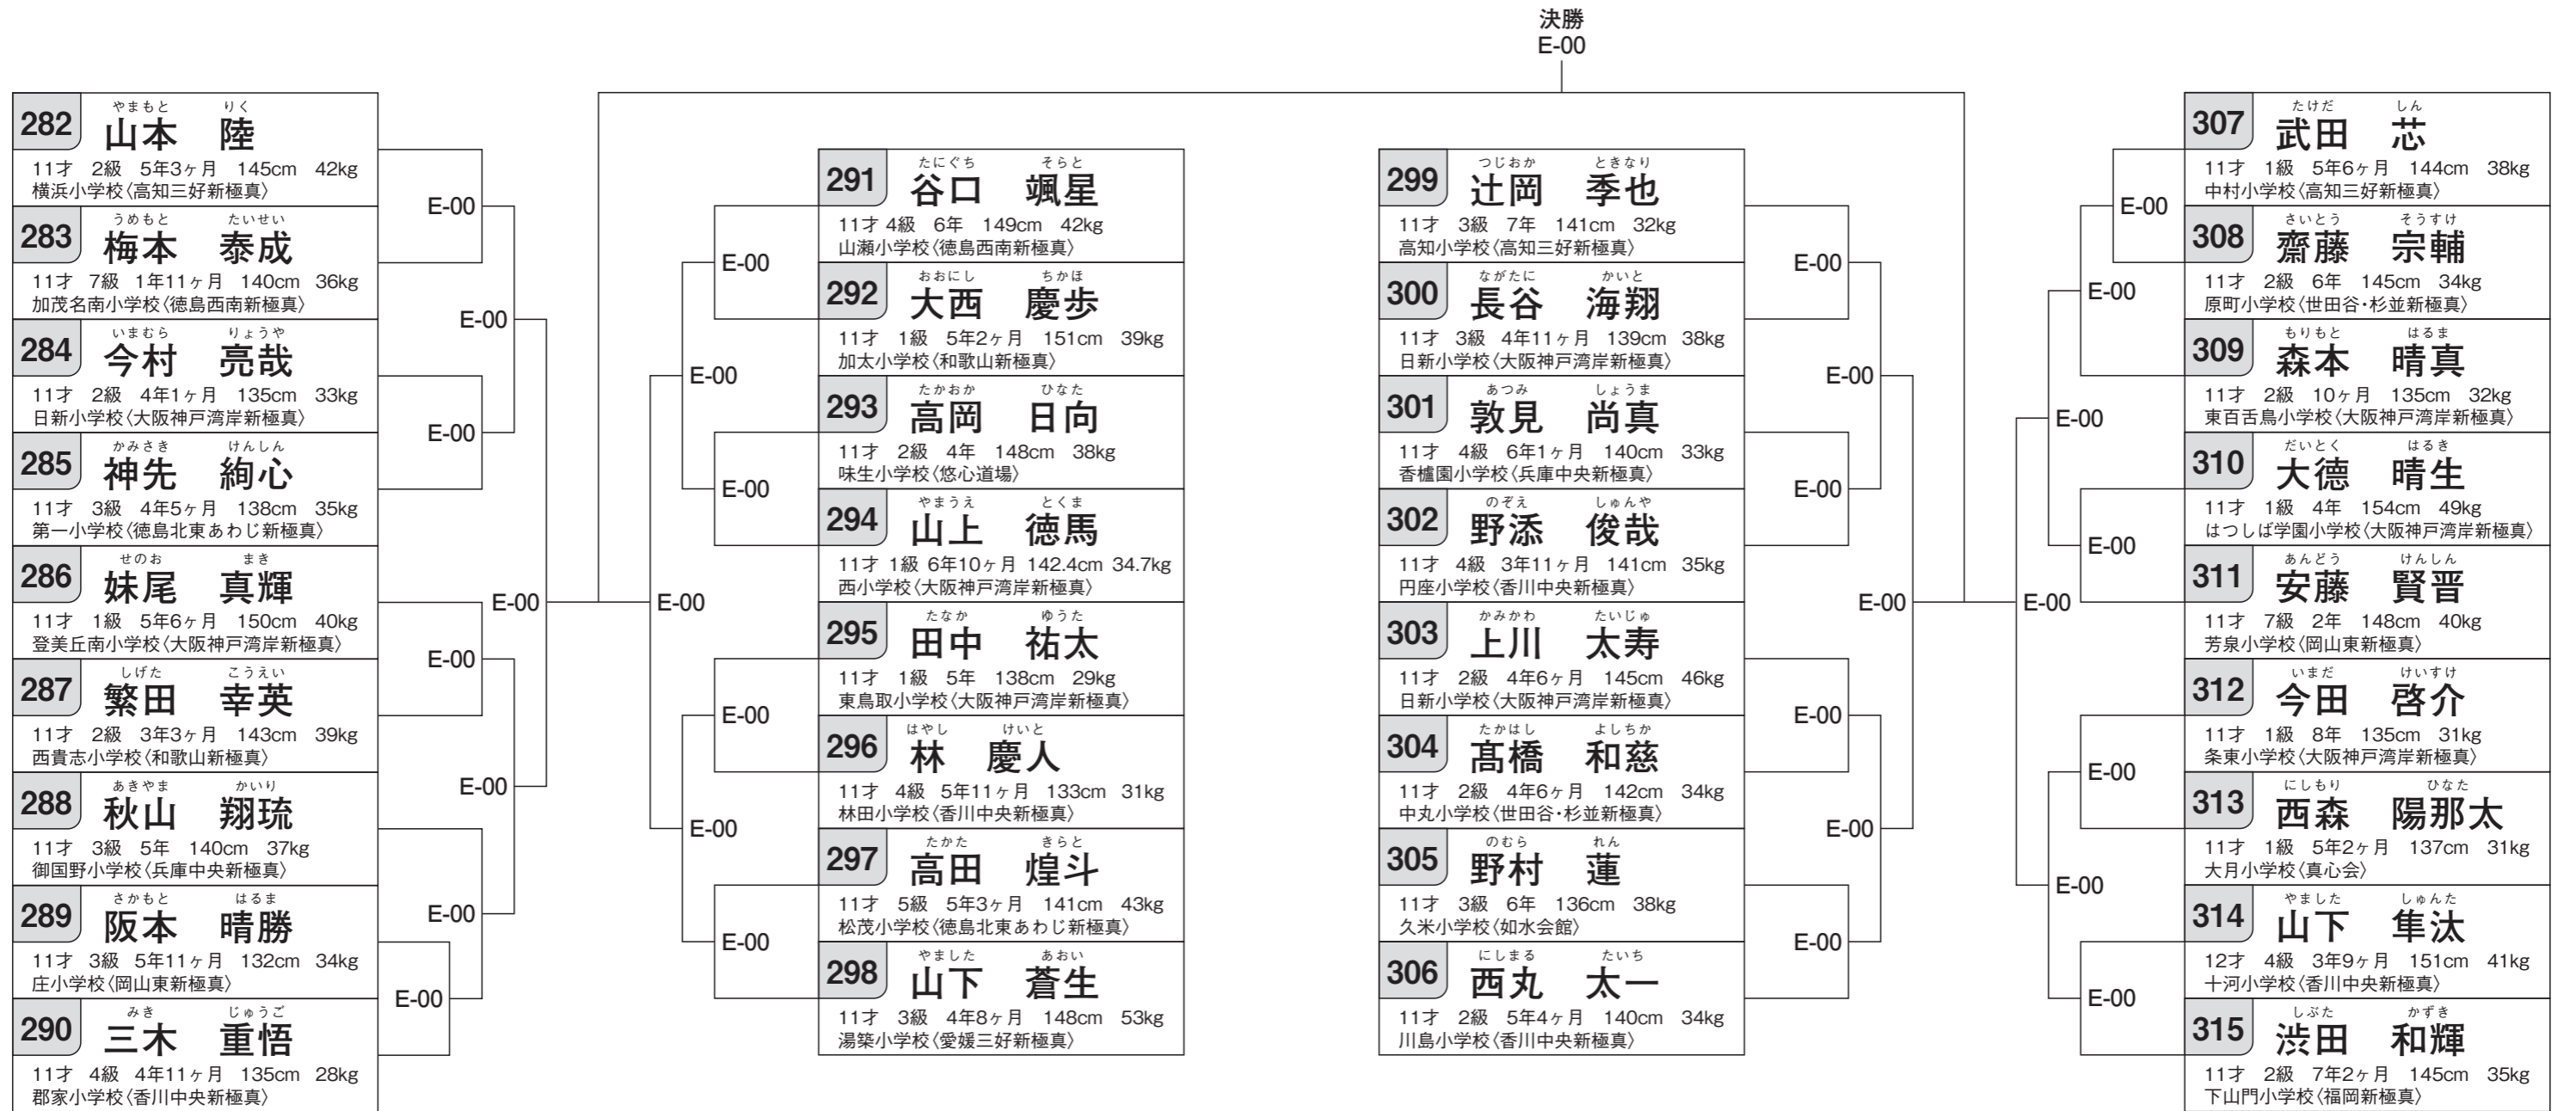 決勝
E-00
282
やまもと りく
山本 陸
11才 2級 5年3ヶ月 145cm 42kg
横浜小学校〈高知三好新極真〉
283
うめもと たいせい
梅本 泰成
11才 7級 1年11ヶ月 140cm 36kg
加茂名南小学校〈徳島西南新極真〉
284
いまむら りょうや
今村 亮哉
11才 2級 4年1ヶ月 135cm 33kg
日新小学校〈大阪神戸湾岸新極真〉
285
かみさき けんしん
神先 絢心
11才 3級 4年5ヶ月 138cm 35kg
第一小学校〈徳島北東あわじ新極真〉
286
せのお まき
妹尾 真輝
11才 1級 5年6ヶ月 150cm 40kg
登美丘南小学校〈大阪神戸湾岸新極真〉
287
しげた こうえい
繁田 幸英
11才 2級 3年3ヶ月 143cm 39kg
西貴志小学校〈和歌山新極真〉
288
あきやま かいり
秋山 翔琉
11才 3級 5年 140cm 37kg
御国野小学校〈兵庫中央新極真〉
289
さかもと はるま
阪本 晴勝
11才 3級 5年11ヶ月 132cm 34kg
庄小学校〈岡山東新極真〉
290
みき じゅうご
三木 重悟
11才 4級 4年11ヶ月 135cm 28kg
郡家小学校〈香川中央新極真〉
E-00
E-00
E-00
E-00
E-00
E-00
E-00
E-00
291
たにぐち そらと
谷口 颯星
11才 4級 6年 149cm 42kg
山瀬小学校〈徳島西南新極真〉
292
おおにし ちかほ
大西 慶歩
11才 1級 5年2ヶ月 151cm 39kg
加太小学校〈和歌山新極真〉
293
たかおか ひなた
高岡 日向
11才 2級 4年 148cm 38kg
味生小学校〈悠心道場〉
294
やまうえ とくま
山上 徳馬
11才 1級 6年10ヶ月 142.4cm 34.7kg
西小学校〈大阪神戸湾岸新極真〉
295
たなか ゆうた
田中 祐太
11才 1級 5年 138cm 29kg
東鳥取小学校〈大阪神戸湾岸新極真〉
296
はやし けいと
林 慶人
11才 4級 5年11ヶ月 133cm 31kg
林田小学校〈香川中央新極真〉
297
たかた きらと
高田 煌斗
11才 5級 5年3ヶ月 141cm 43kg
松茂小学校〈徳島北東あわじ新極真〉
298
やました あおい
山下 蒼生
11才 3級 4年8ヶ月 148cm 53kg
湯築小学校〈愛媛三好新極真〉
E-00
E-00
E-00
E-00
E-00
E-00
E-00
299
つじおか ときなり
辻岡 季也
11才 3級 7年 141cm 32kg
高知小学校〈高知三好新極真〉
300
ながたに かいと
長谷 海翔
11才 3級 4年11ヶ月 139cm 38kg
日新小学校〈大阪神戸湾岸新極真〉
301
あつみ しょうま
敦見 尚真
11才 4級 6年1ヶ月 140cm 33kg
香櫨園小学校〈兵庫中央新極真〉
302
のぞえ しゅんや
野添 俊哉
11才 4級 3年11ヶ月 141cm 35kg
円座小学校〈香川中央新極真〉
303
かみかわ たいじゅ
上川 太寿
11才 2級 4年6ヶ月 145cm 46kg
日新小学校〈大阪神戸湾岸新極真〉
304
たかはし よしちか
髙橋 和慈
11才 2級 4年6ヶ月 142cm 34kg
中丸小学校〈世田谷・杉並新極真〉
305
のむら れん
野村 蓮
11才 3級 6年 136cm 38kg
久米小学校〈如水会館〉
306
にしまる たいち
西丸 太一
11才 2級 5年4ヶ月 140cm 34kg
川島小学校〈香川中央新極真〉
E-00
E-00
E-00
E-00
E-00
E-00
E-00
307
たけだ しん
武田 芯
11才 1級 5年6ヶ月 144cm 38kg
中村小学校〈高知三好新極真〉
308
さいとう そうすけ
齋藤 宗輔
11才 2級 6年 145cm 34kg
原町小学校〈世田谷・杉並新極真〉
309
もりもと はるま
森本 晴真
11才 2級 10ヶ月 135cm 32kg
東百舌鳥小学校〈大阪神戸湾岸新極真〉
310
だいとく はるき
大德 晴生
11才 1級 4年 154cm 49kg
はつしば学園小学校〈大阪神戸湾岸新極真〉
311
あんどう けんしん
安藤 賢晋
11才 7級 2年 148cm 40kg
芳泉小学校〈岡山東新極真〉
312
いまだ けいすけ
今田 啓介
11才 1級 8年 135cm 31kg
条東小学校〈大阪神戸湾岸新極真〉
313
にしもり ひなた
西森 陽那太
11才 1級 5年2ヶ月 137cm 31kg
大月小学校〈真心会〉
314
やました しゅんた
山下 隼汰
12才 4級 3年9ヶ月 151cm 41kg
十河小学校〈香川中央新極真〉
315
しぶた かずき
渋田 和輝
11才 2級 7年2ヶ月 145cm 35kg
下山門小学校〈福岡新極真〉
E-00
E-00
E-00
E-00
E-00
E-00
E-00
E-00